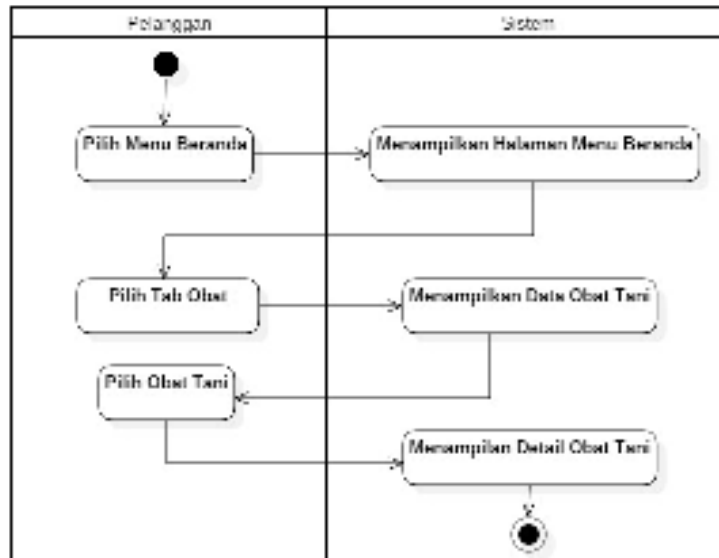 Pelanggan
Sistem
Pilih Menu Beranda
Menampilkan Halaman Menu Beranda
Pilih Tab Obat
Menampilkan Data Obat Tani
Pilih Obat Tani
Menampilan Detail Obat Tani